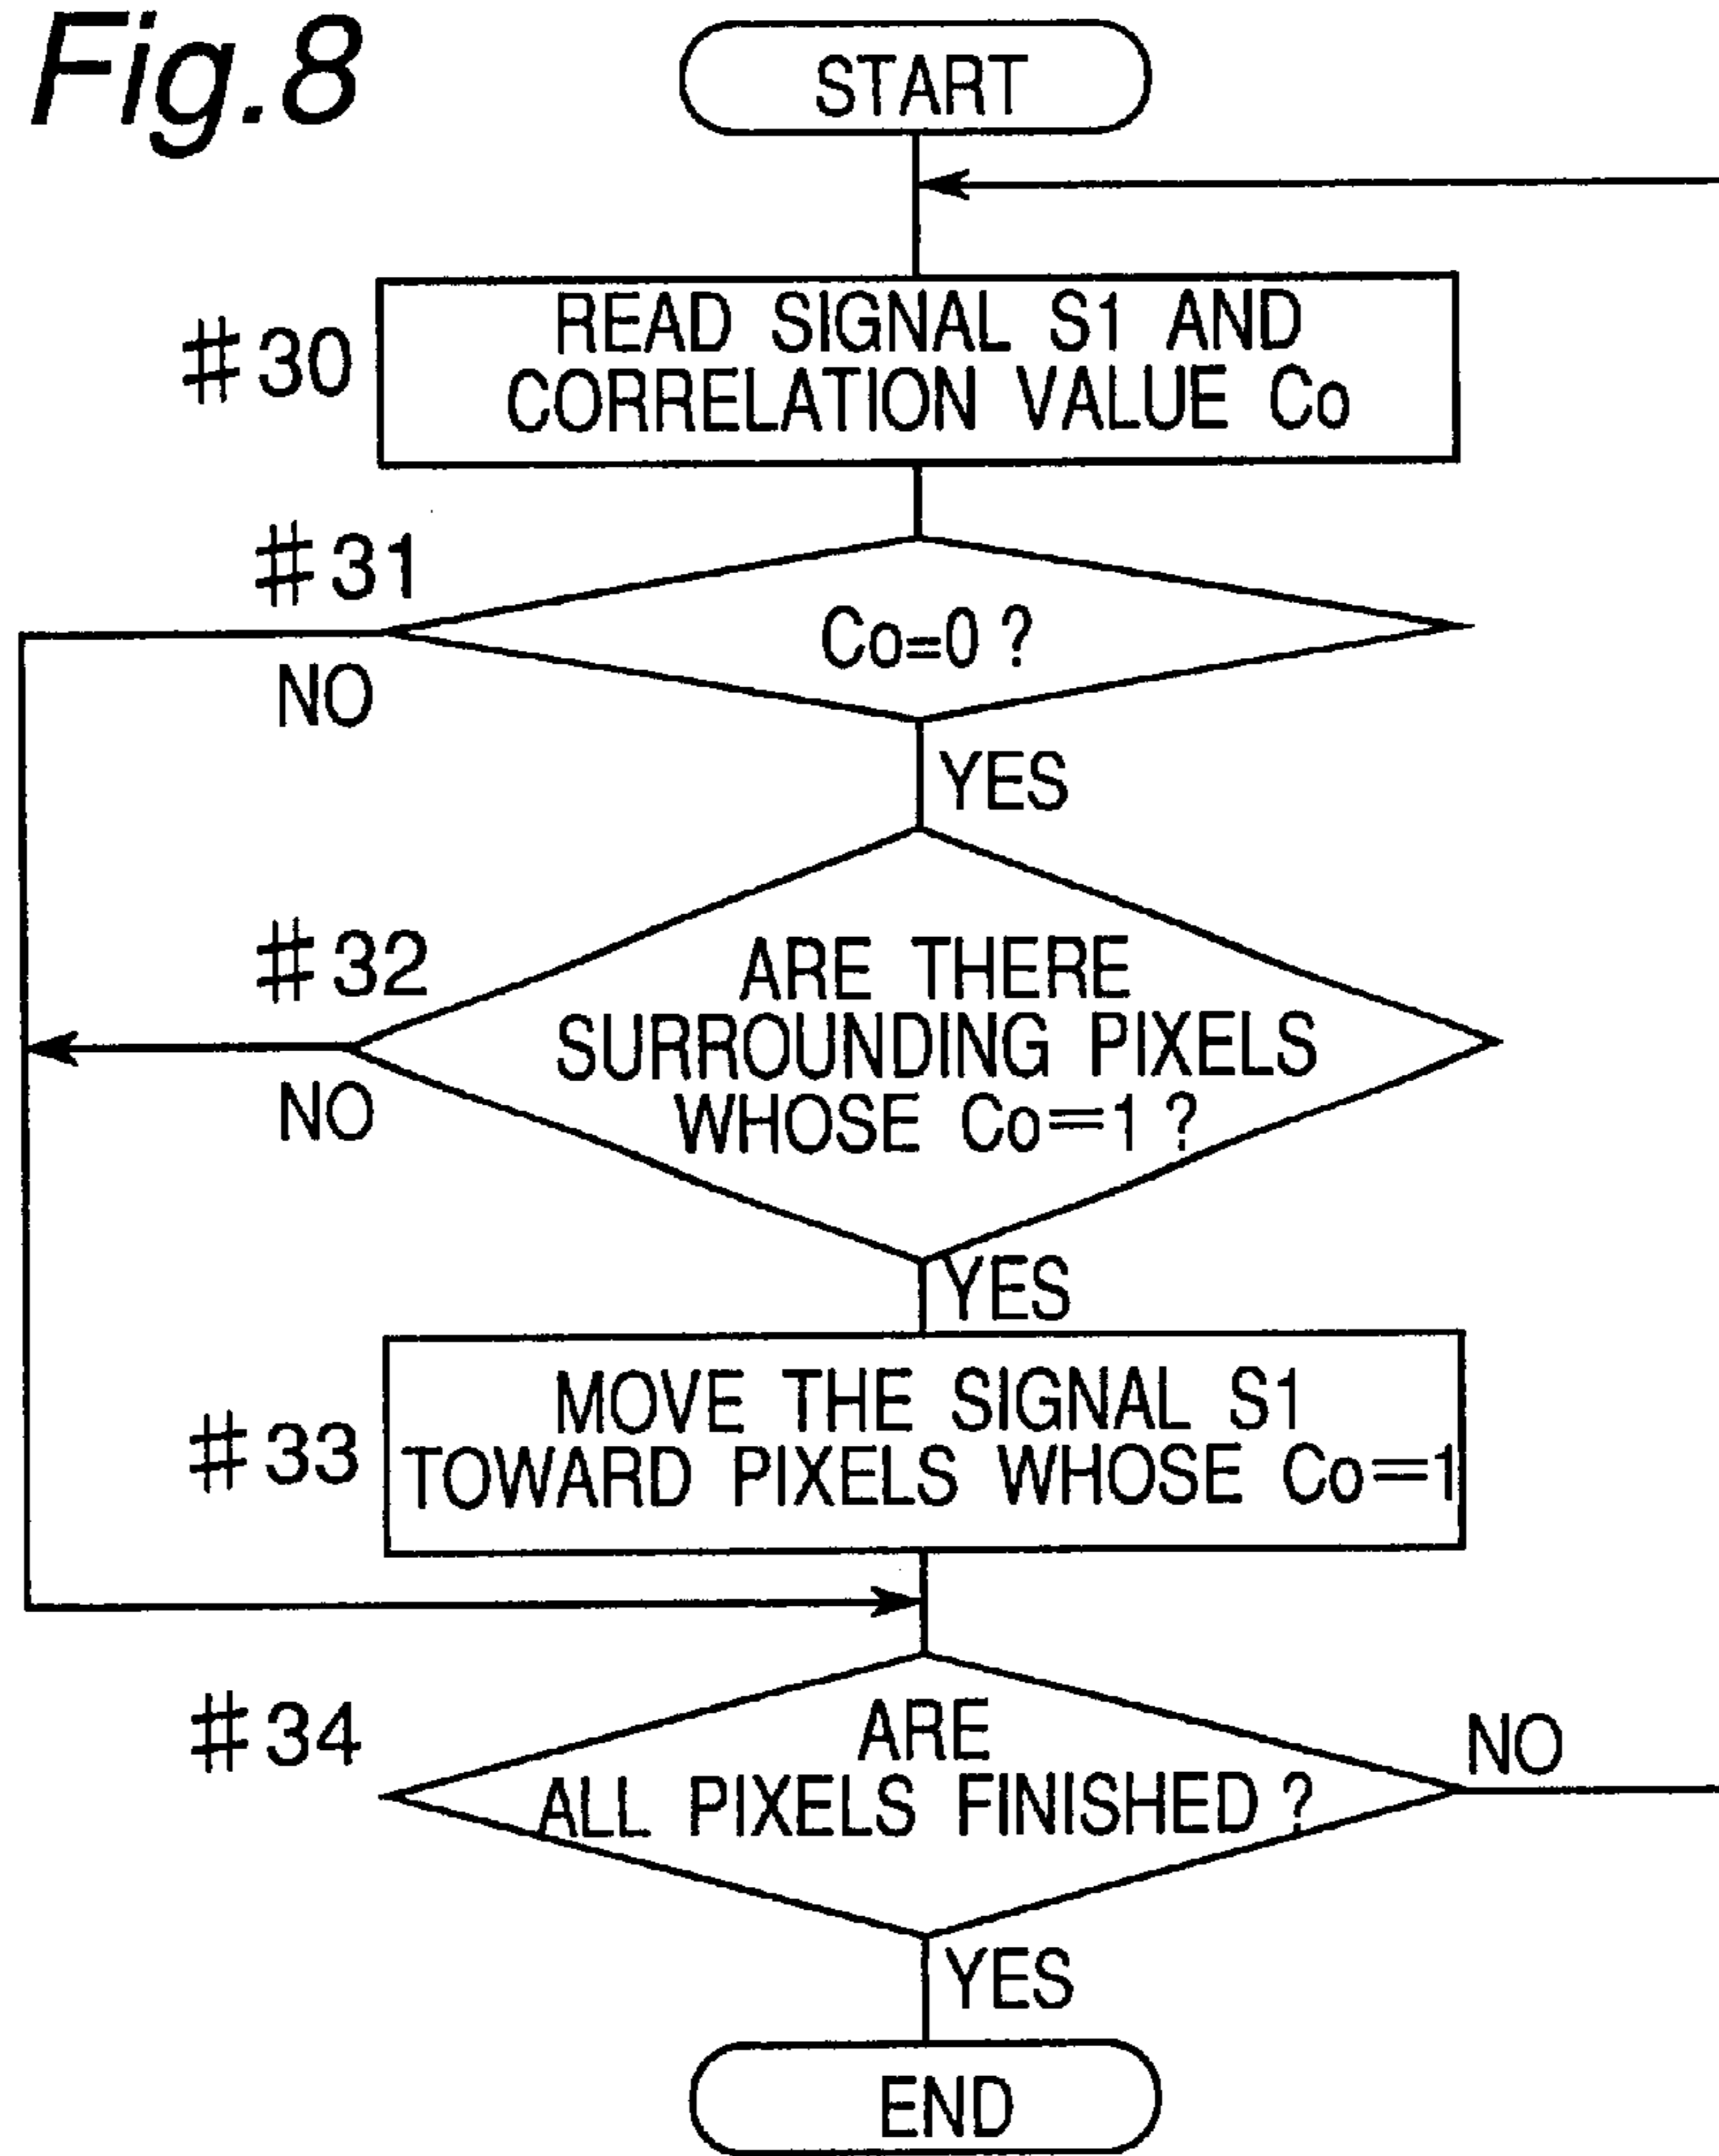 Fig.8
START
#30
READ SIGNAL S1 AND
CORRELATION VALUE Co
#31
Co=0?
NO
YES
#32
ARE THERE
SURROUNDING PIXELS
WHOSE Co=1?
NO
YES
#33
MOVE THE SIGNAL S1
TOWARD PIXELS WHOSE Co=1
#34
ARE
ALL PIXELS FINISHED?
NO
YES
END